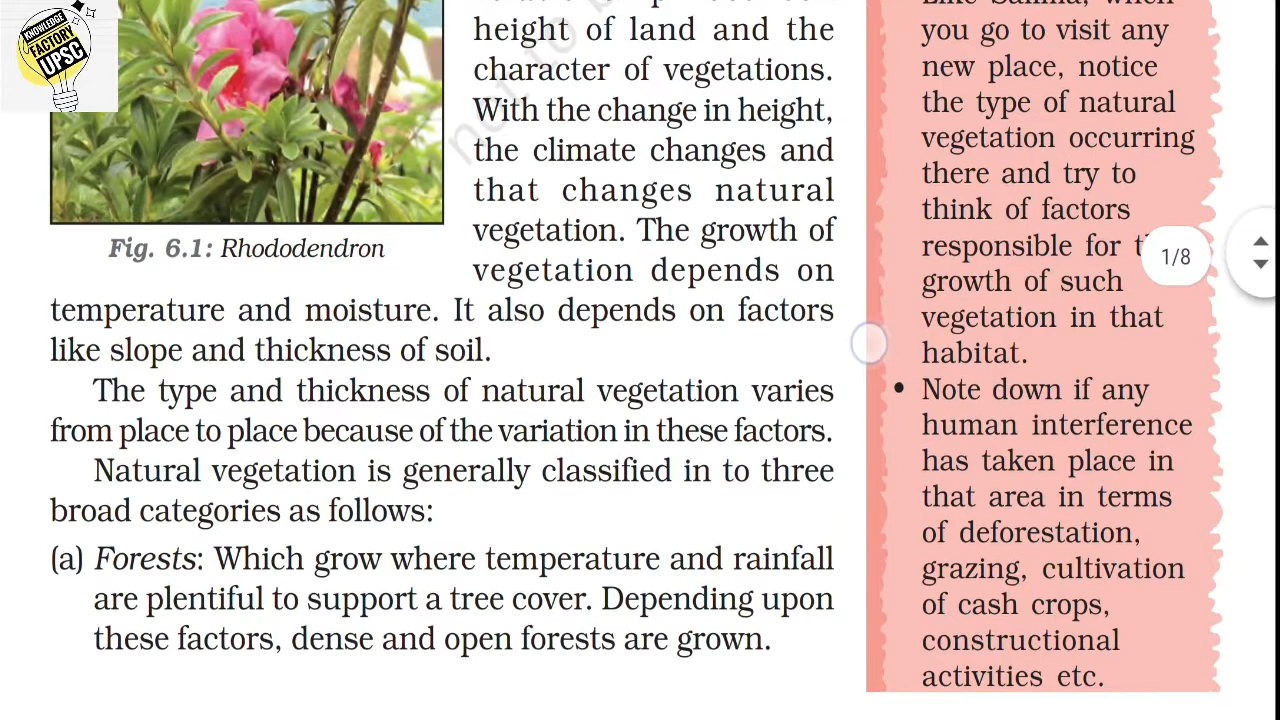 KNOWLEDGE
FACTORY
UPSC
height of land and the
character of vegetations.
With the change in height,
the climate changes and
that changes natural
vegetation. The growth of
vegetation depends on
temperature and moisture. It also depends on factors
like slope and thickness of soil.
Fig. 6.1: Rhododendron
The type and thickness of natural vegetation varies
from place to place because of the variation in these factors.
Natural vegetation is generally classified in to three
broad categories as follows:
(a) Forests: Which grow where temperature and rainfall
are plentiful to support a tree cover. Depending upon
these factors, dense and open forests are grown.
Like Salima, when
you go to visit any
new place, notice
the type of natural
vegetation occurring
there and try to
think of factors
responsible for
growth of such
vegetation in that
habitat.
• Note down if any
human interference
has taken place in
that area in terms
of deforestation,
grazing, cultivation
of cash crops,
constructional
activities etc.
1/8
not to b